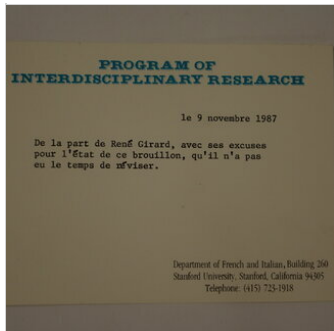 PROGRAM OF
INTERDISCIPLINARY RESEARCH
le 9 novembre 1987
De la part de René Girard, avec ses excuses
pour l'état de ce brouillon, qu'il n'a pas
eu le temps de réviser.
Department of French and Italian, Building 260
Stanford University, Stanford, California 94305
Telephone: (415) 723-1918